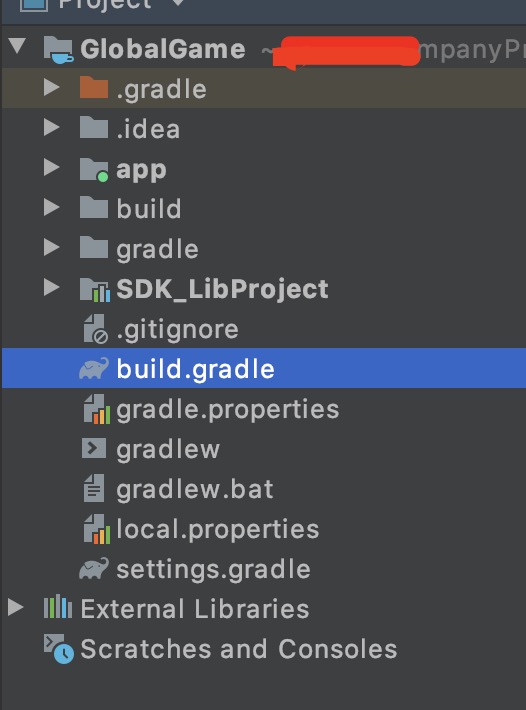 Project
GlobalGame ~ mpanyPr
.gradle
.idea
app
build
gradle
SDK_LibProject
.gitignore
build.gradle
gradle.properties
gradlew
gradlew.bat
local.properties
settings.gradle
External Libraries
Scratches and Consoles